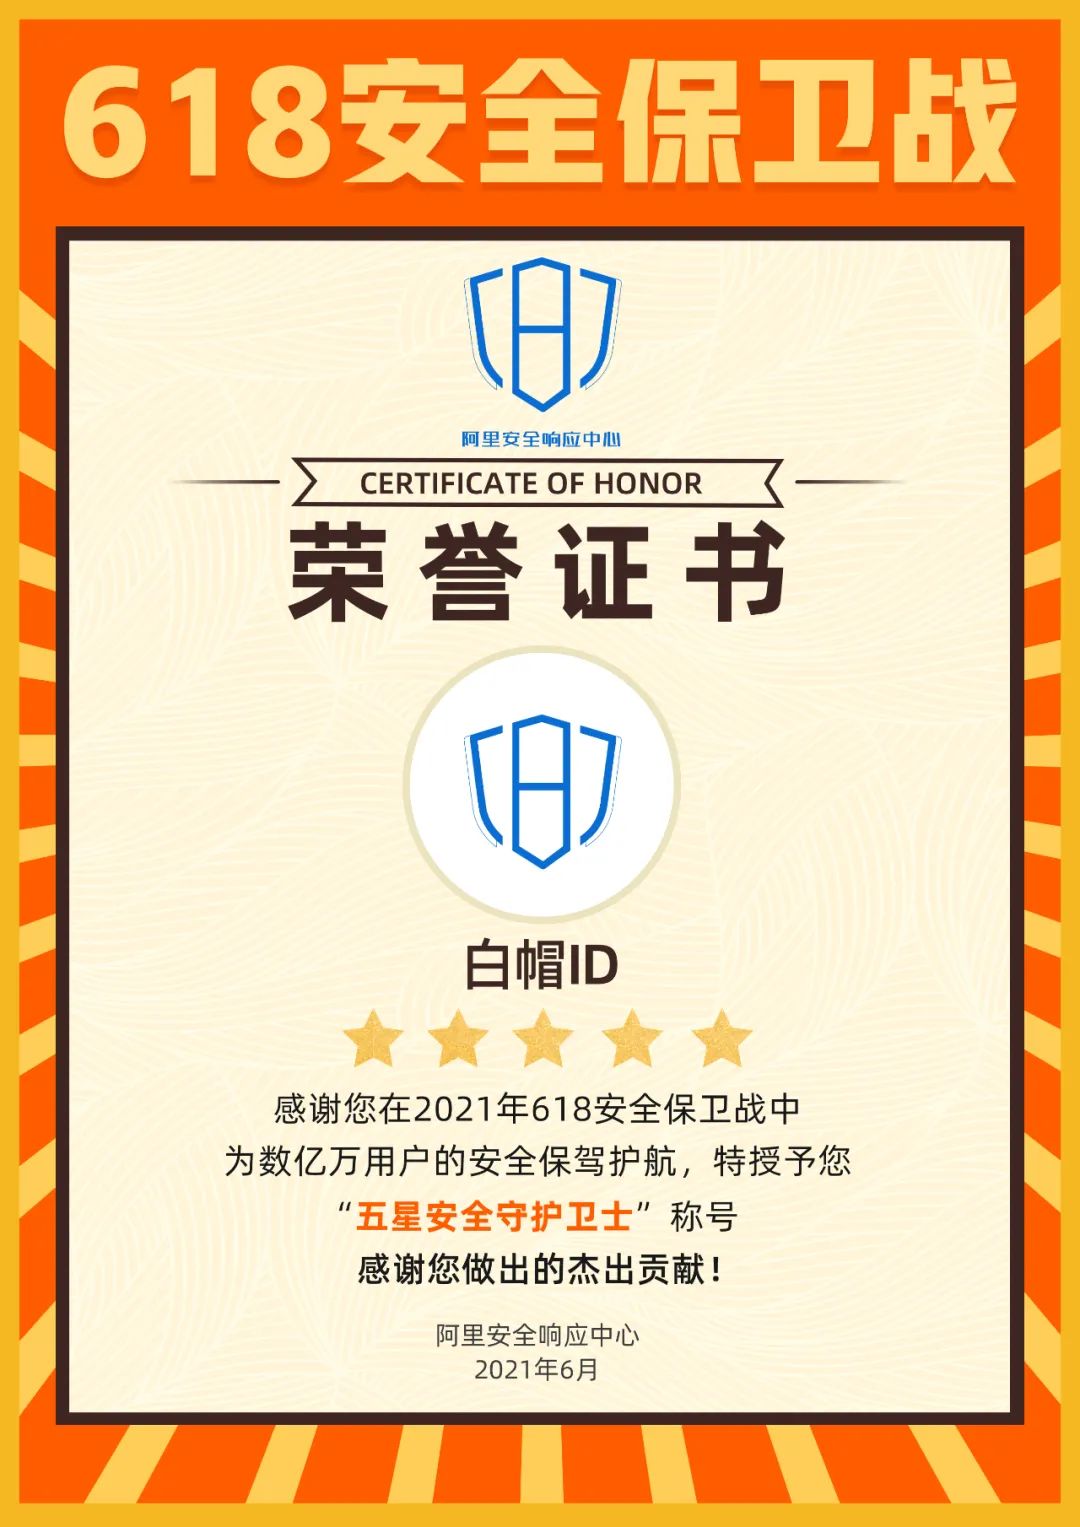 618安全保卫战
阿里安全响应中心
CERTIFICATE OF HONOR
荣誉证书
白帽ID
感谢您在2021年618安全保卫战中
为数亿万用户的安全保驾护航，特授予您
“五星安全守护卫士”称号
感谢您做出的杰出贡献！
阿里安全响应中心
2021年6月